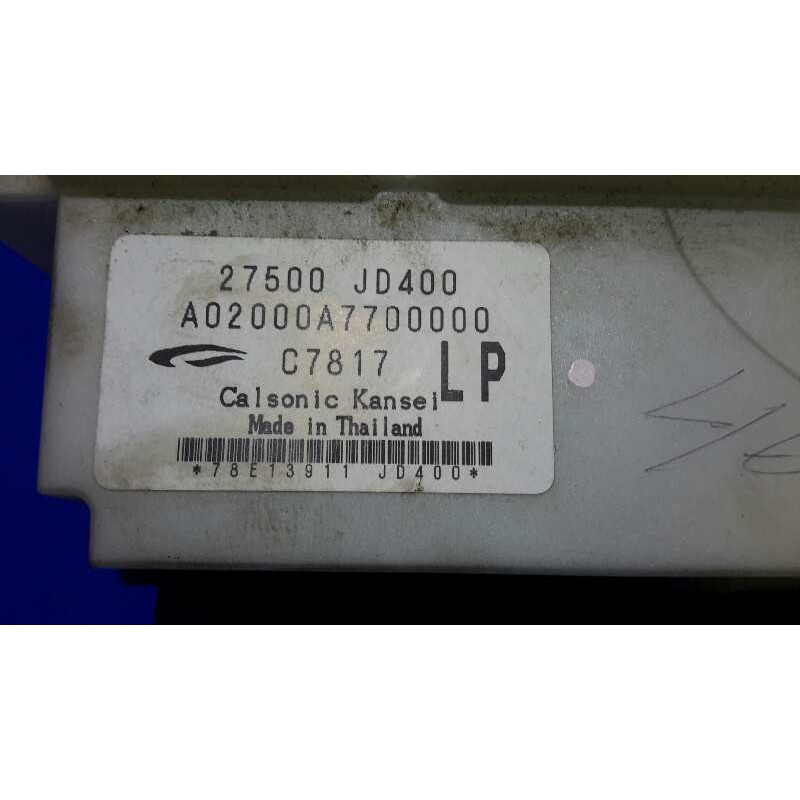 27500 JD400
A02000A7700000
C7817 LP
Calsonic Kansei
Made in Thailand
*78E13911 JD400*